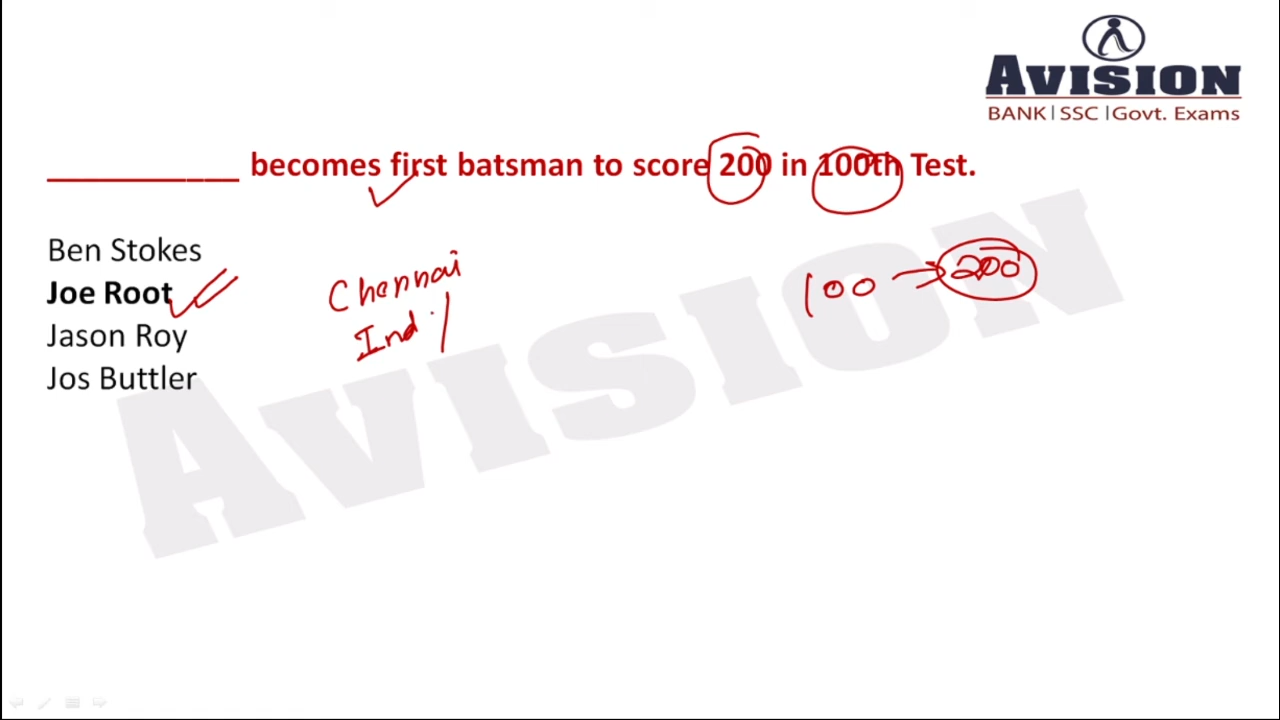 AVISION
BANK | SSC | Govt. Exams
____________ becomes first batsman to score 200 in 100th Test.
Ben Stokes
Joe Root
Jason Roy
Jos Buttler
Chennai
Ind
100 → 200
AVISION